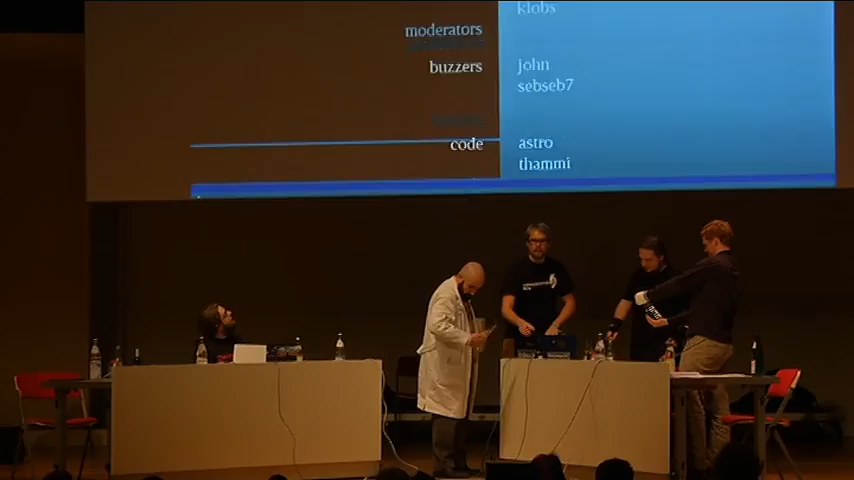 klobs
moderators
buzzers
john
sebseb7
code
astro
thammi